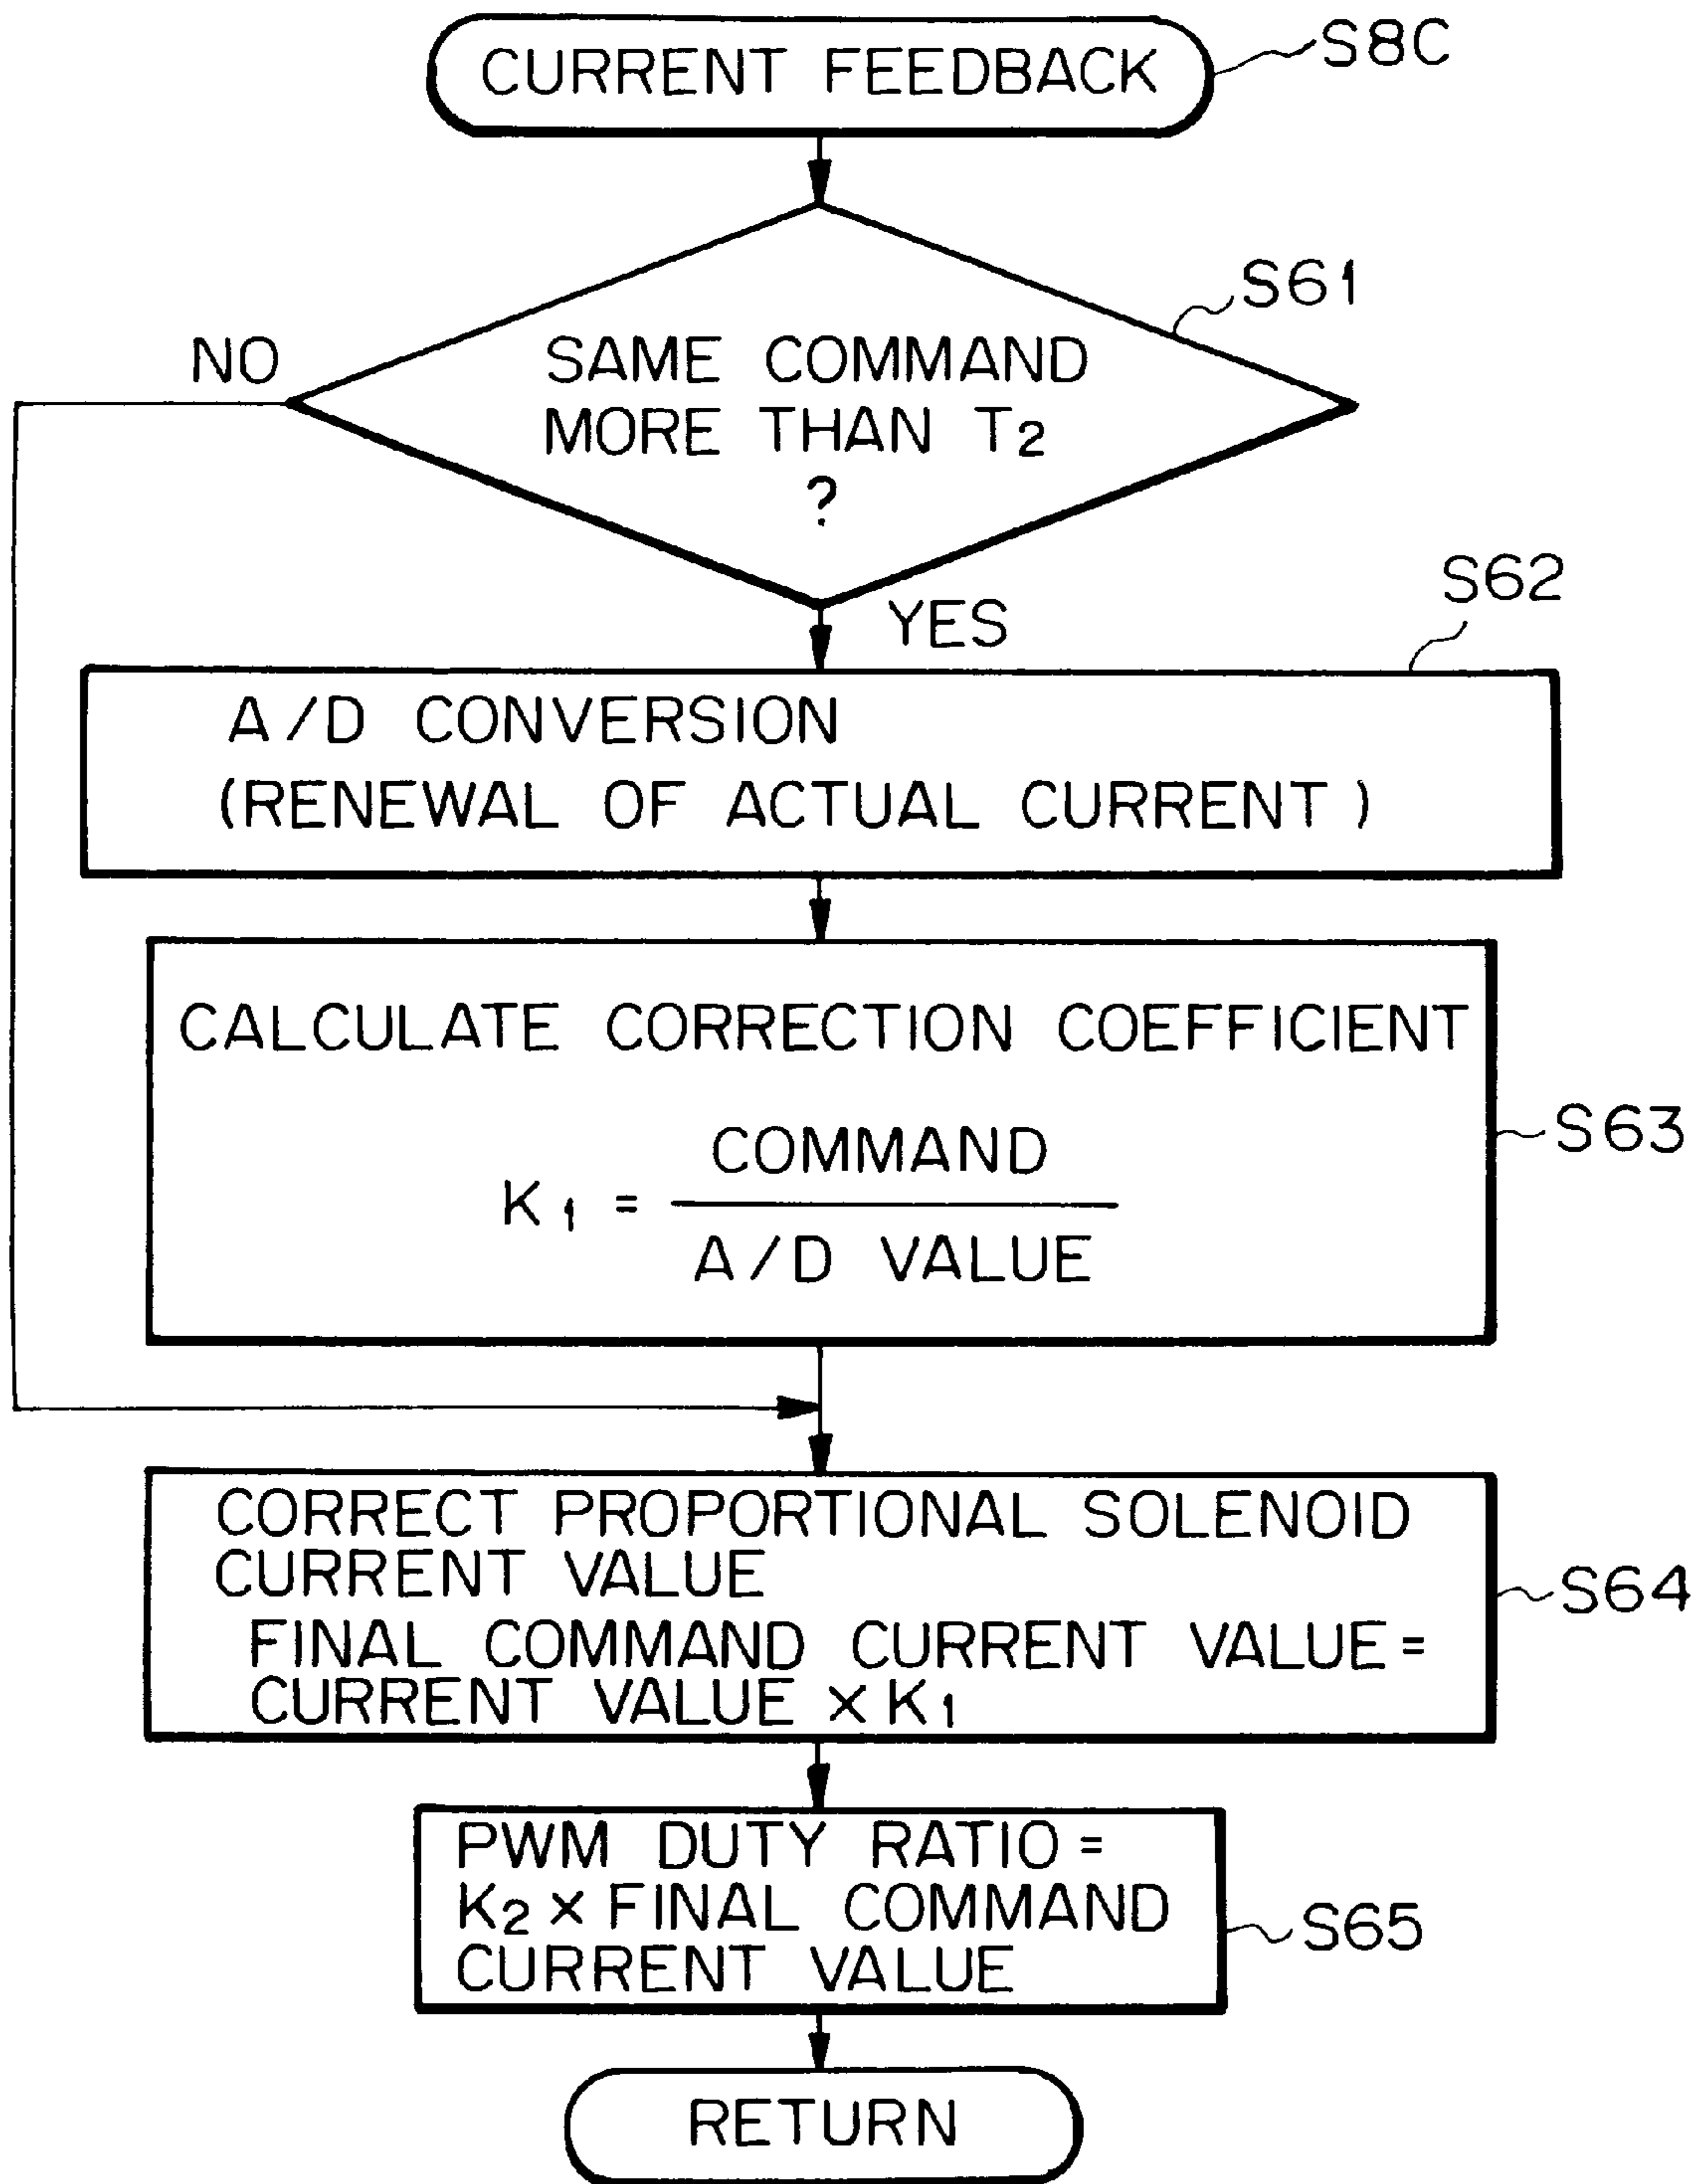 CURRENT FEEDBACK
S8C
S61
NO
SAME COMMAND
MORE THAN T2
?
YES
S62
A/D CONVERSION
(RENEWAL OF ACTUAL CURRENT)
CALCULATE CORRECTION COEFFICIENT
K1 = COMMAND
A/D VALUE
S63
CORRECT PROPORTIONAL SOLENOID
CURRENT VALUE
FINAL COMMAND CURRENT VALUE=
CURRENT VALUE × K1
S64
PWM DUTY RATIO=
K2 × FINAL COMMAND
CURRENT VALUE
S65
RETURN